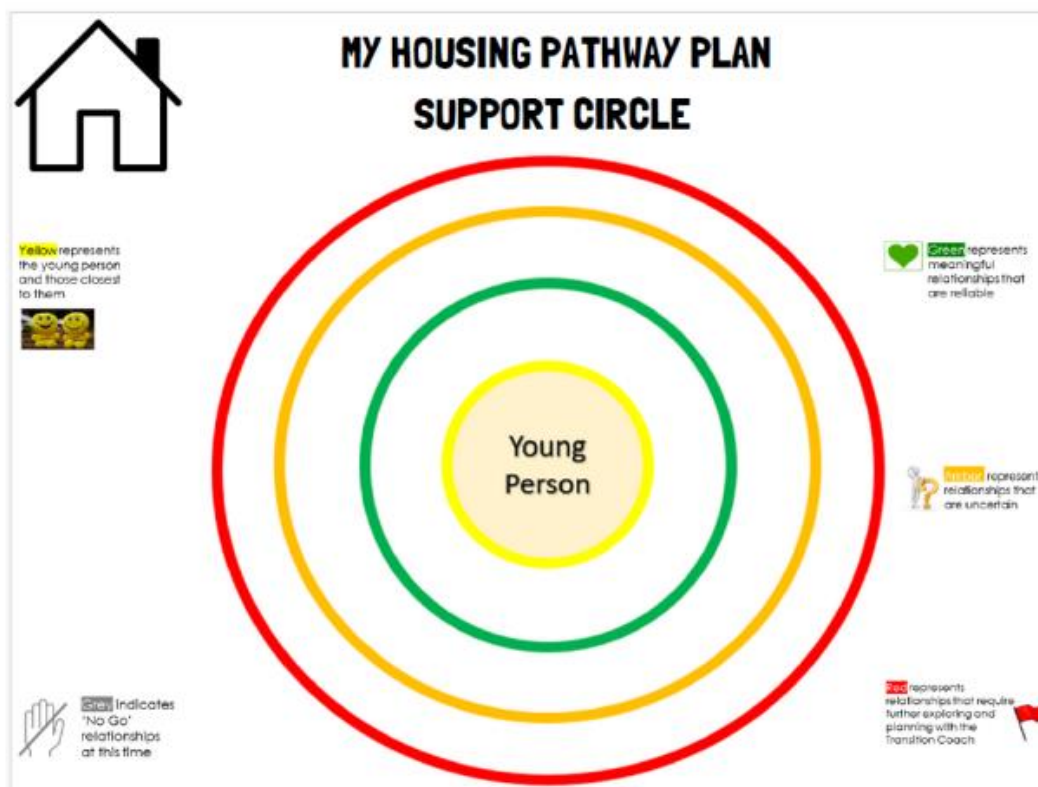 MY HOUSING PATHWAY PLAN
SUPPORT CIRCLE
Yellow represents
the young person
and those closest
to them
Green represents
meaningful
relationships that
are reliable
Young
Person
Amber represent
relationships that
are uncertain
Grey indicates
'No Go'
relationships
at this time
Red represents
relationships that require
further exploring and
planning with the
Transition Coach